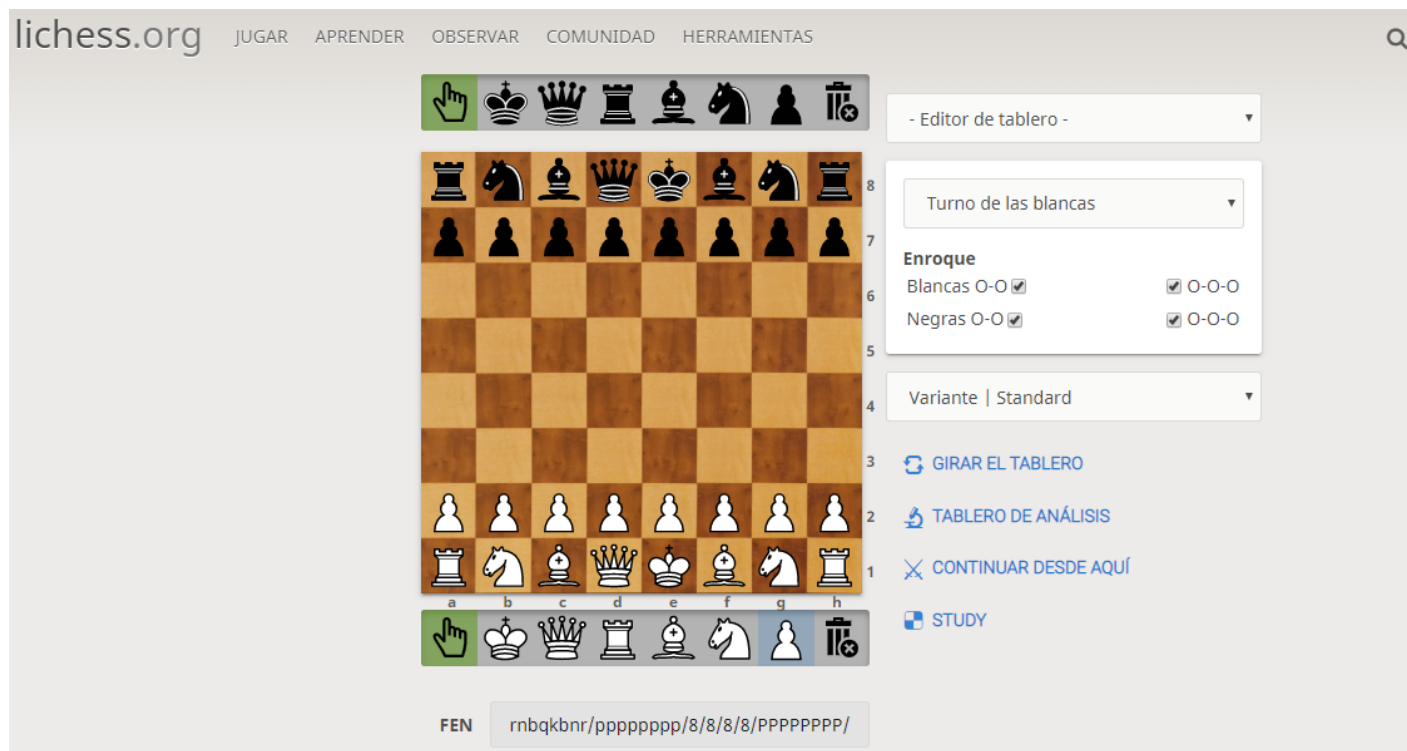 lichess.org JUGAR APRENDER OBSERVAR COMUNIDAD HERRAMIENTAS
- Editor de tablero -
Turno de las blancas
Enroque
Blancas O-O O-O-O
Negras O-O O-O-O
Variante | Standard
GIRAR EL TABLERO
TABLERO DE ANÁLISIS
CONTINUAR DESDE AQUÍ
STUDY
8
7
6
5
4
3
2
1
a b c d e f g h
FEN rnbqkbnr/pppppppp/8/8/8/8/PPPPPPPP/